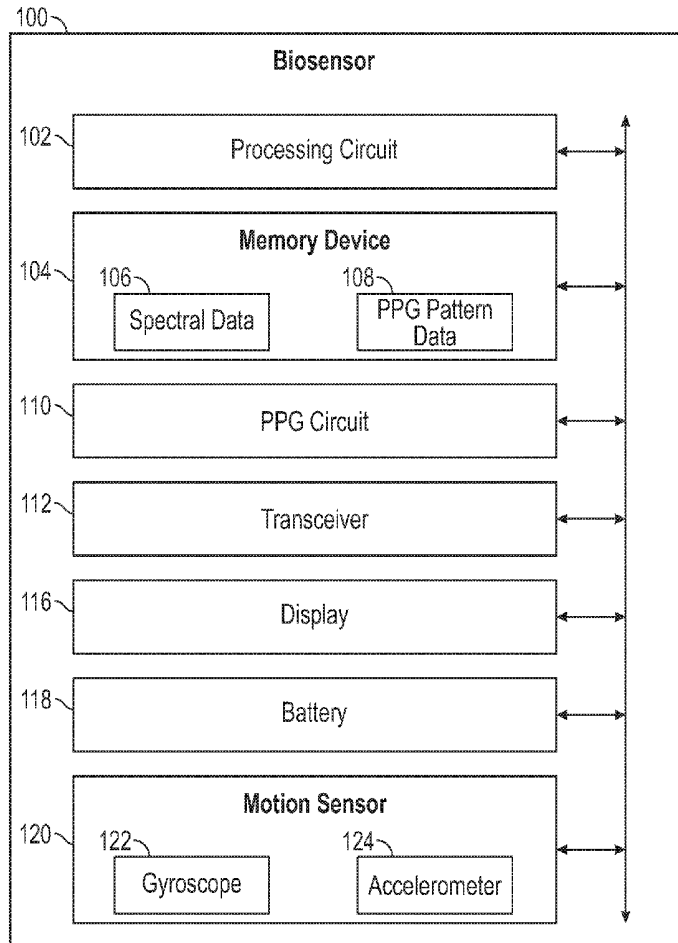 100
Biosensor
102
Processing Circuit
Memory Device
104
106
Spectral Data
108
PPG Pattern
Data
110
PPG Circuit
112
Transceiver
116
Display
118
Battery
Motion Sensor
120
122
Gyroscope
124
Accelerometer